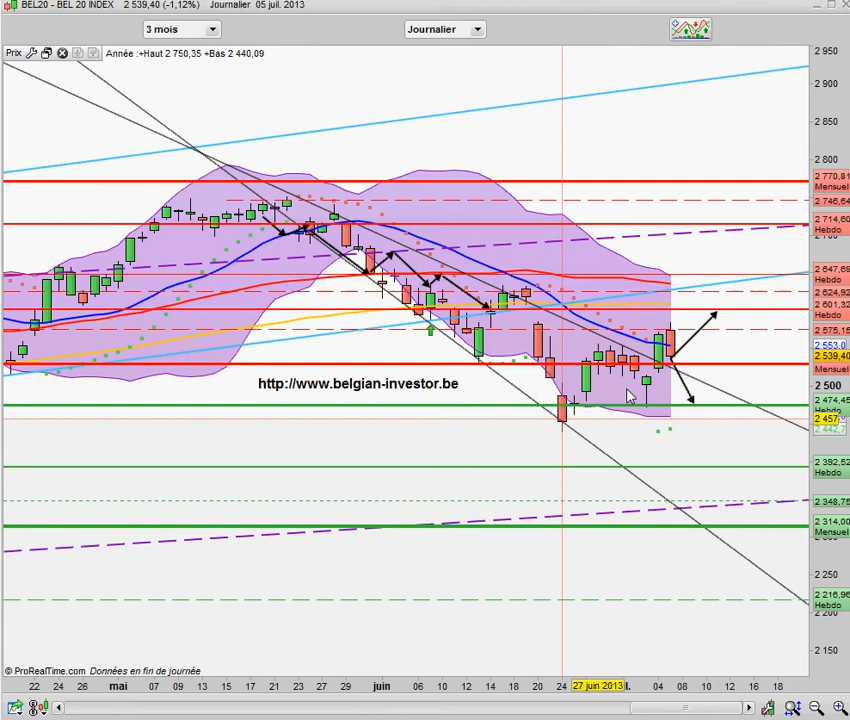 BEL20 - BEL 20 INDEX 2 539,40 (-1,12%) Journalier 05 juil. 2013
3 mois
Journalier
Prix
Année : +Haut 2 750,35 +Bas 2 440,09
2 950
2 900
2 850
2 800
2 770,81
Mensuel
2 746,64
2 714,60
Hebdo
2 647,69
Hebdo
2 624,92
2 601,32
Hebdo
2 575,15
Hebdo
2 553,0
2 539,40
Mensuel
2 500
2 474,45
Hebdo
2 457
2 442,7
2 392,52
Hebdo
2 348,75
2 314,00
Mensuel
2 250
2 216,96
Hebdo
2 150
http://www.belgian-investor.be
© ProRealTime.com Données en fin de journée
22 24 26 mai 07 09 13 15 17 21 23 27 29 juin 06 10 12 14 18 20 24 27 juin 2013 l. 04 08 10 12 16 18